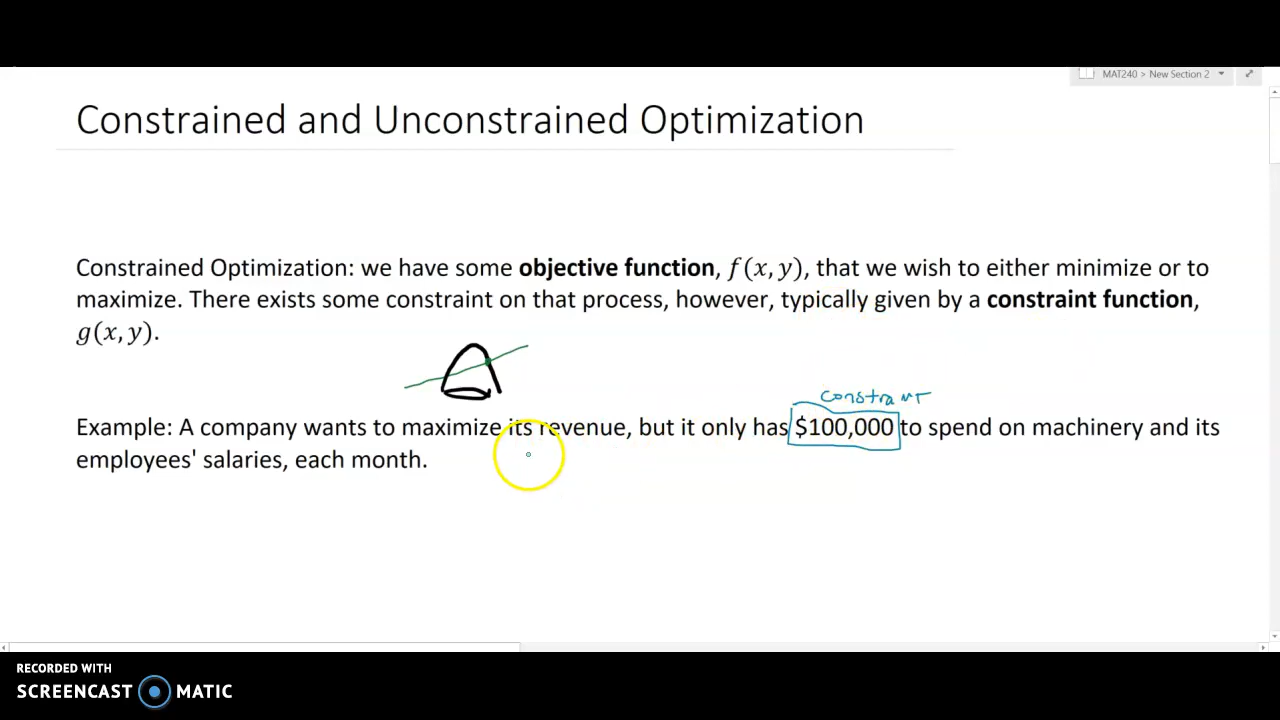 MAT240 > New Section 2
Constrained and Unconstrained Optimization
Constrained Optimization: we have some objective function, f(x, y), that we wish to either minimize or to
maximize. There exists some constraint on that process, however, typically given by a constraint function,
g(x, y).
constraint
Example: A company wants to maximize its revenue, but it only has $100,000 to spend on machinery and its
employees' salaries, each month.
RECORDED WITH
SCREENCAST MATIC